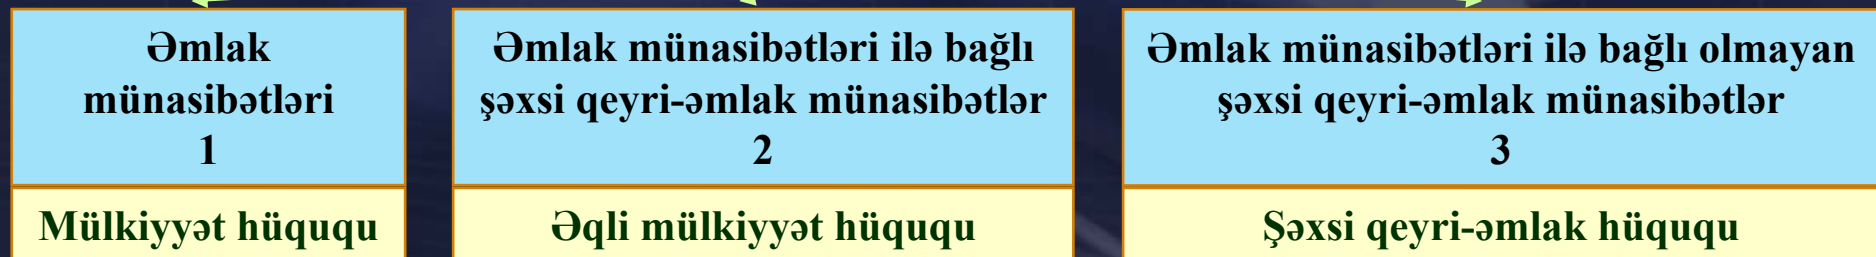 Əmlak
münasibətləri
1
Mülkiyyət hüququ
Əmlak münasibətləri ilə bağlı
şəxsi qeyri-əmlak münasibətlər
2
Əqli mülkiyyət hüququ
Əmlak münasibətləri ilə bağlı olmayan
şəxsi qeyri-əmlak münasibətlər
3
Şəxsi qeyri-əmlak hüququ